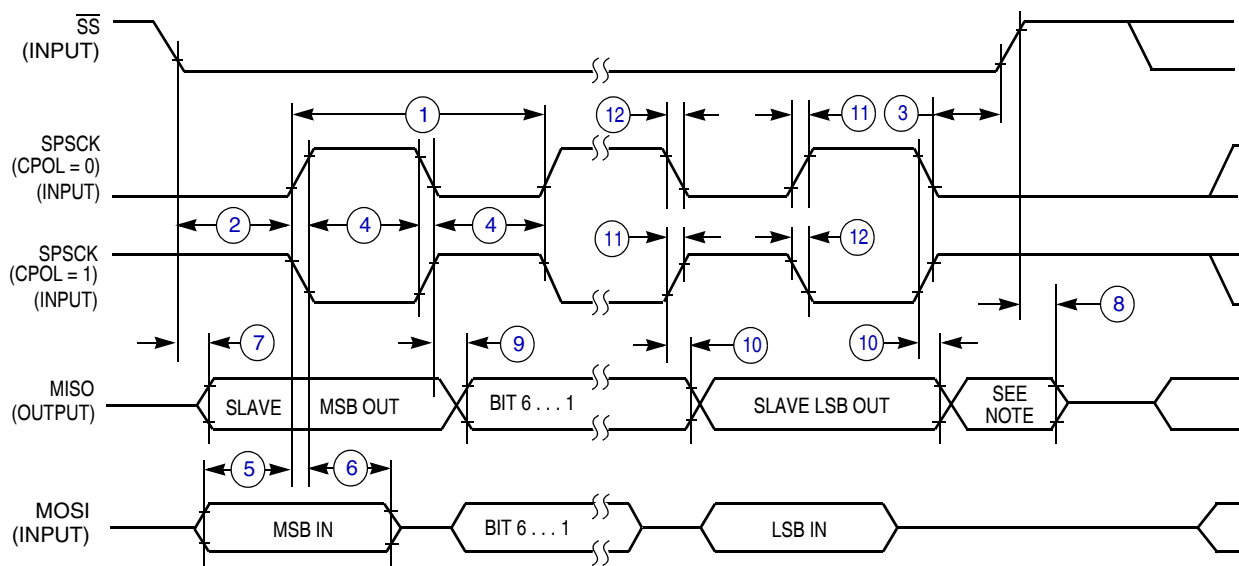 SS
(INPUT)
1
12
11
3
SPSCK
(CPOL = 0)
(INPUT)
2
4
4
11
12
SPSCK
(CPOL = 1)
(INPUT)
7
9
10
10
8
MISO
(OUTPUT)
SLAVE MSB OUT
BIT 6 . . . 1
SLAVE LSB OUT
SEE
NOTE
5
6
MOSI
(INPUT)
MSB IN
BIT 6 . . . 1
LSB IN